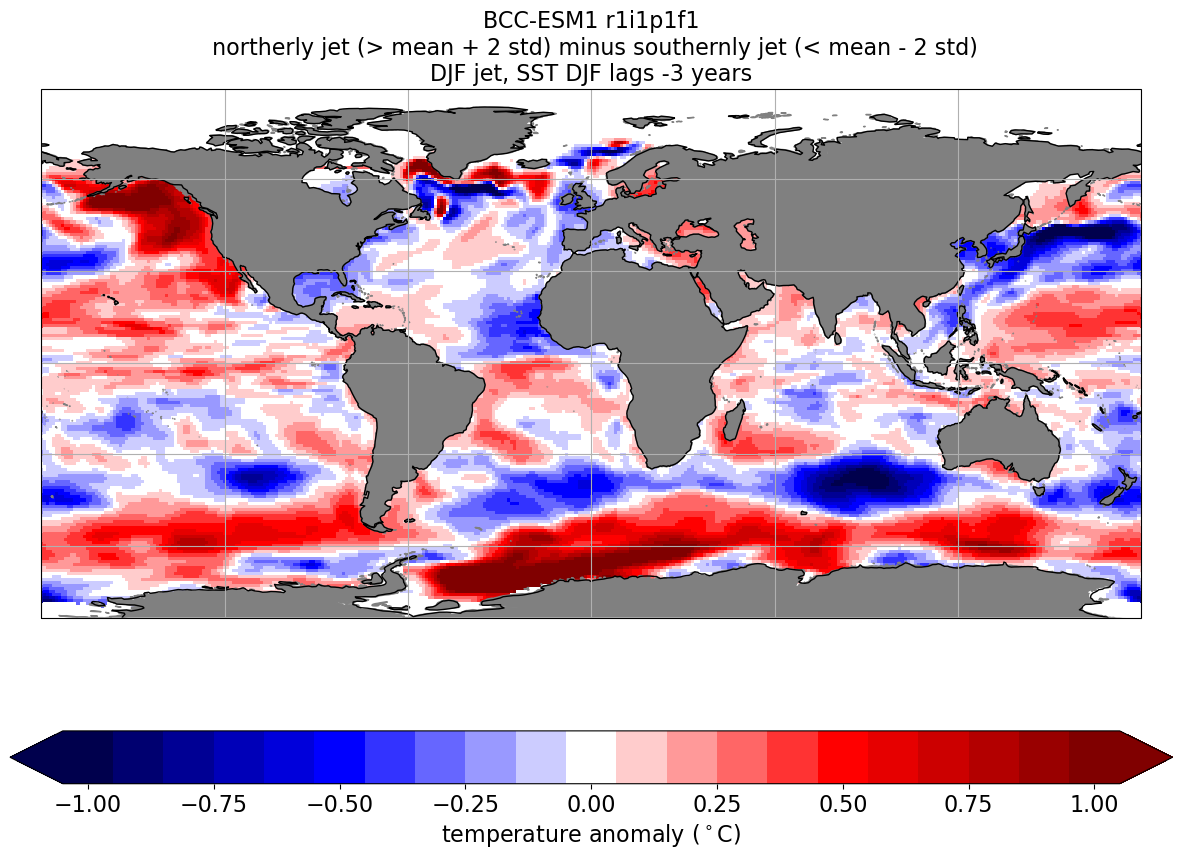 BCC-ESM1 r1i1p1f1
northerly jet (> mean + 2 std) minus southernly jet (< mean - 2 std)
DJF jet, SST DJF lags -3 years
−1.00 −0.75 −0.50 −0.25 0.00 0.25 0.50 0.75 1.00
temperature anomaly (°C)